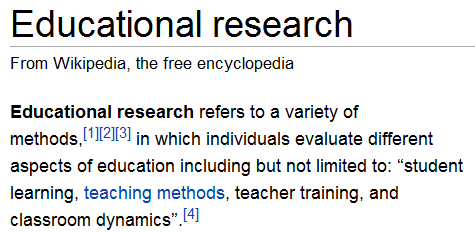 Educational research
From Wikipedia, the free encyclopedia
Educational research refers to a variety of
methods,[1][2][3] in which individuals evaluate different
aspects of education including but not limited to: “student
learning, teaching methods, teacher training, and
classroom dynamics”.[4]